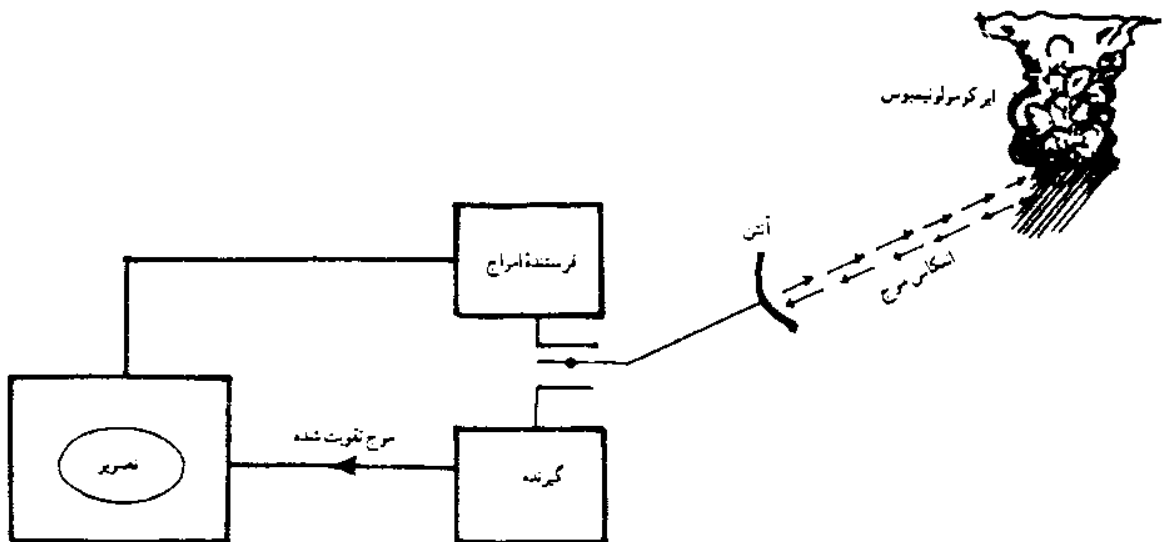 ابر کومولونیمبوس
آنتن
فرستندهٔ امواج
انعکاس موج
موج تقویت شده
تصویر
گیرنده